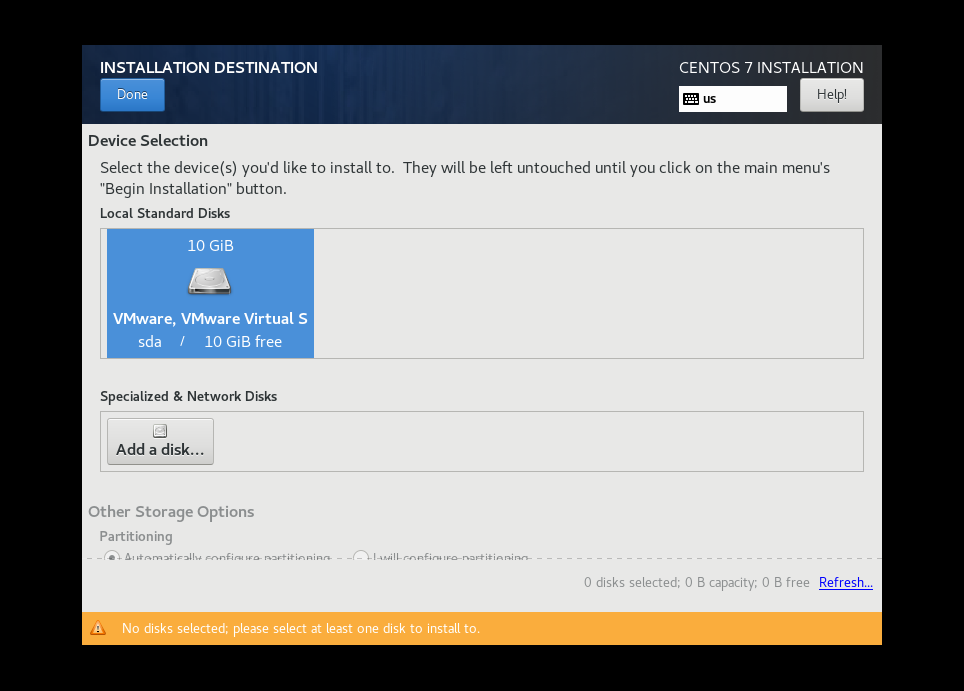 INSTALLATION DESTINATION
CENTOS 7 INSTALLATION
Done
us
Help!
Device Selection
Select the device(s) you'd like to install to.  They will be left untouched until you click on the main menu's
"Begin Installation" button.
Local Standard Disks
10 GiB
VMware, VMware Virtual S
sda / 10 GiB free
Specialized & Network Disks
Add a disk...
Other Storage Options
Partitioning
Automatically configure partitioning. I will configure partitioning.
0 disks selected; 0 B capacity; 0 B free Refresh...
No disks selected; please select at least one disk to install to.